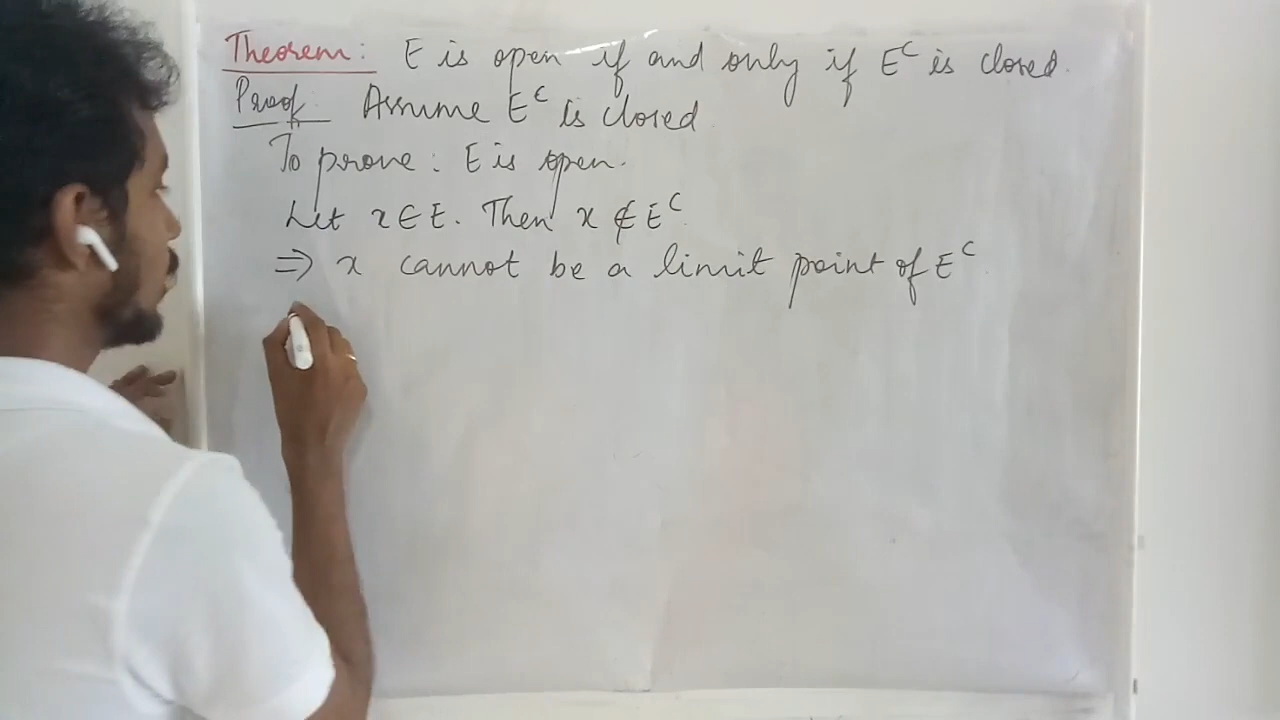 Theorem: E is open if and only if E^C is closed.
Proof: Assume E^C is closed
To prove: E is open.
Let x ∈ E. Then x ∉ E^C
⇒ x cannot be a limit point of E^C